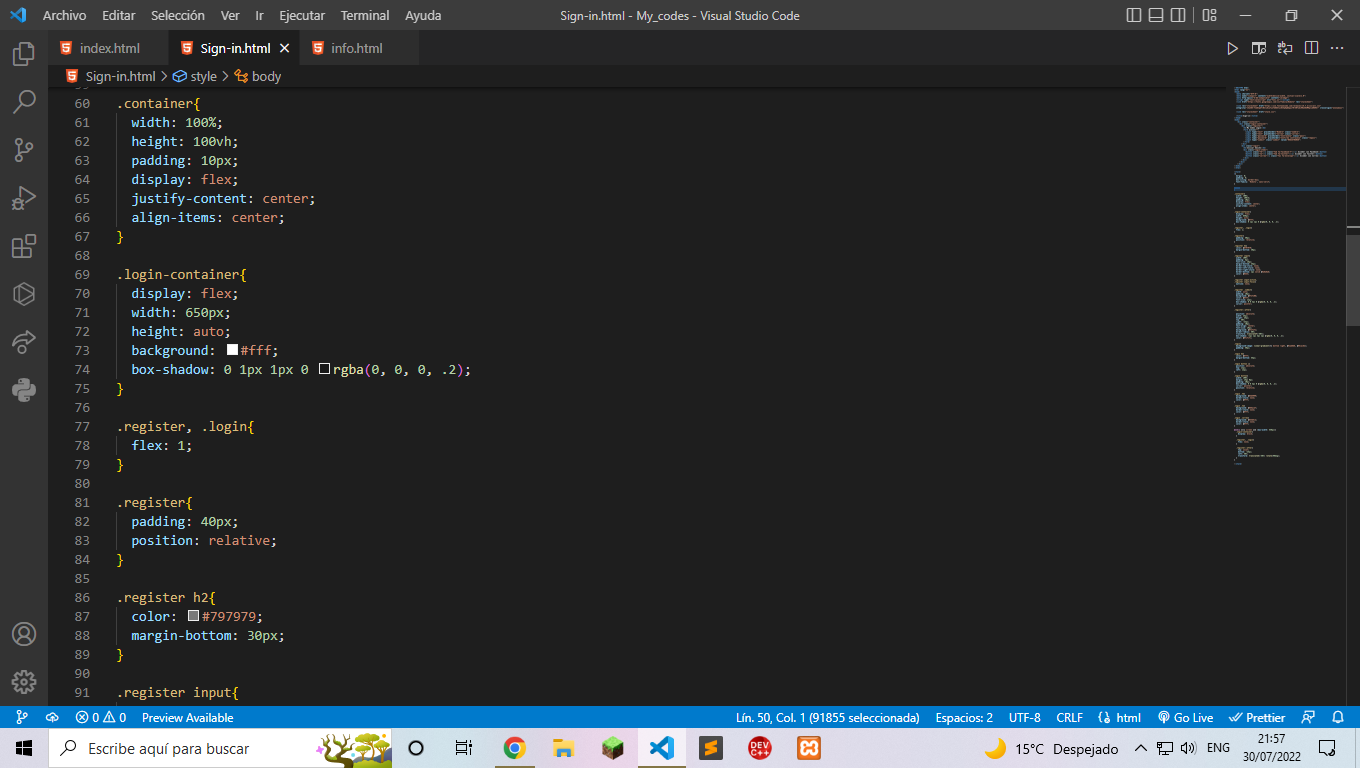 Archivo Editar Selección Ver Ir Ejecutar Terminal Ayuda Sign-in.html - My_codes - Visual Studio Code
index.html Sign-in.html info.html
Sign-in.html > style > body
60 .container{
61 width: 100%;
62 height: 100vh;
63 padding: 10px;
64 display: flex;
65 justify-content: center;
66 align-items: center;
67 }
68
69 .login-container{
70 display: flex;
71 width: 650px;
72 height: auto;
73 background: #fff;
74 box-shadow: 0 1px 1px 0 rgba(0, 0, 0, .2);
75 }
76
77 .register, .login{
78 flex: 1;
79 }
80
81 .register{
82 padding: 40px;
83 position: relative;
84 }
85
86 .register h2{
87 color: #797979;
88 margin-bottom: 30px;
89 }
90
91 .register input{
0 0 Preview Available Lín. 50, Col. 1 (91855 seleccionada) Espacios: 2 UTF-8 CRLF html Go Live Prettier
Escribe aquí para buscar DEV C++ 15°C Despejado ENG 21:57
30/07/2022